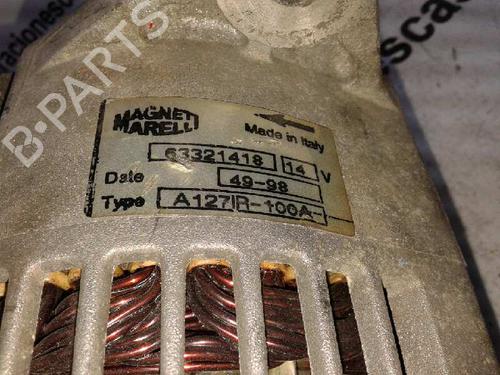 MAGNETI
MARELLI
Made in Italy
63321418 14 V
Date 49-98
Type A127IR-100A-
B-PARTS